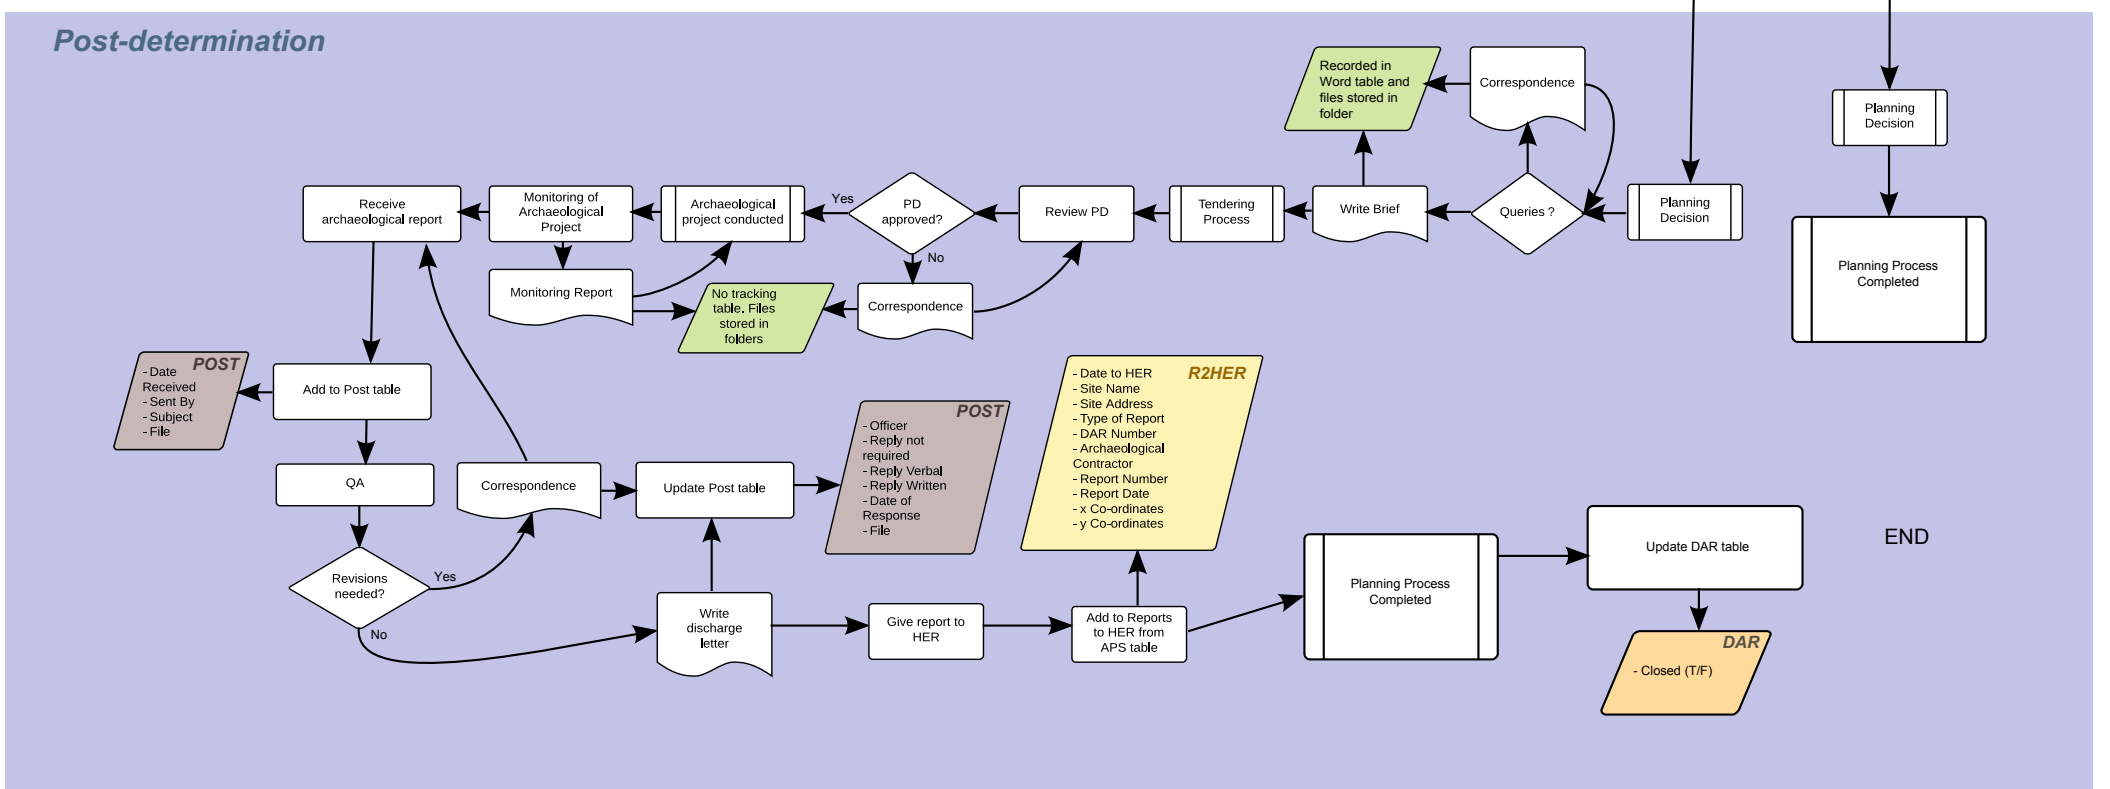 Post-determination
Recorded in
Word table and
files stored in
folder
Correspondence
Planning
Decision
Receive
archaeological report
Monitoring of
Archaeological
Project
Archaeological
project conducted
Yes
PD
approved?
No
Review PD
Tendering
Process
Write Brief
Queries ?
Planning
Decision
Planning Process
Completed
Monitoring Report
No tracking
table. Files
stored in
folders
Correspondence
POST
- Date
Received
- Sent By
- Subject
- File
Add to Post table
QA
Correspondence
Update Post table
POST
- Officer
- Reply not
required
- Reply Verbal
- Reply Written
- Date of
Response
- File
R2HER
- Date to HER
- Site Name
- Site Address
- Type of Report
- DAR Number
- Archaeological
Contractor
- Report Number
- Report Date
- x Co-ordinates
- y Co-ordinates
Revisions
needed?
Yes
No
Write
discharge
letter
Give report to
HER
Add to Reports
to HER from
APS table
Planning Process
Completed
Update DAR table
END
DAR
- Closed (T/F)